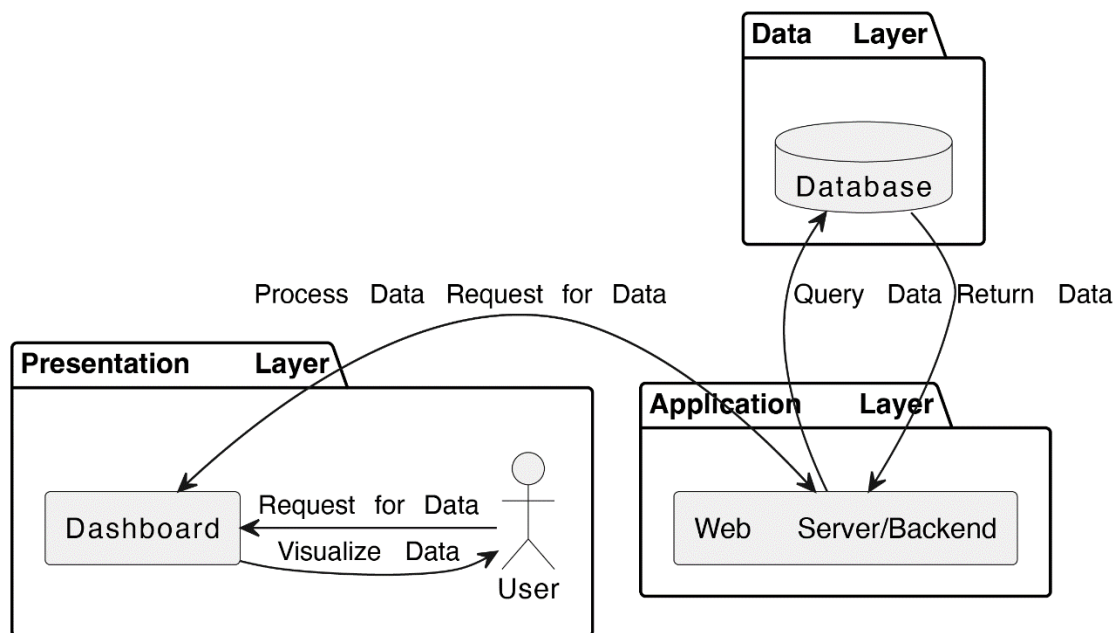 Data Layer
Database
Process Data Request for Data
Query Data
Return Data
Presentation Layer
Application Layer
Dashboard
Request for Data
Visualize Data
User
Web Server/Backend